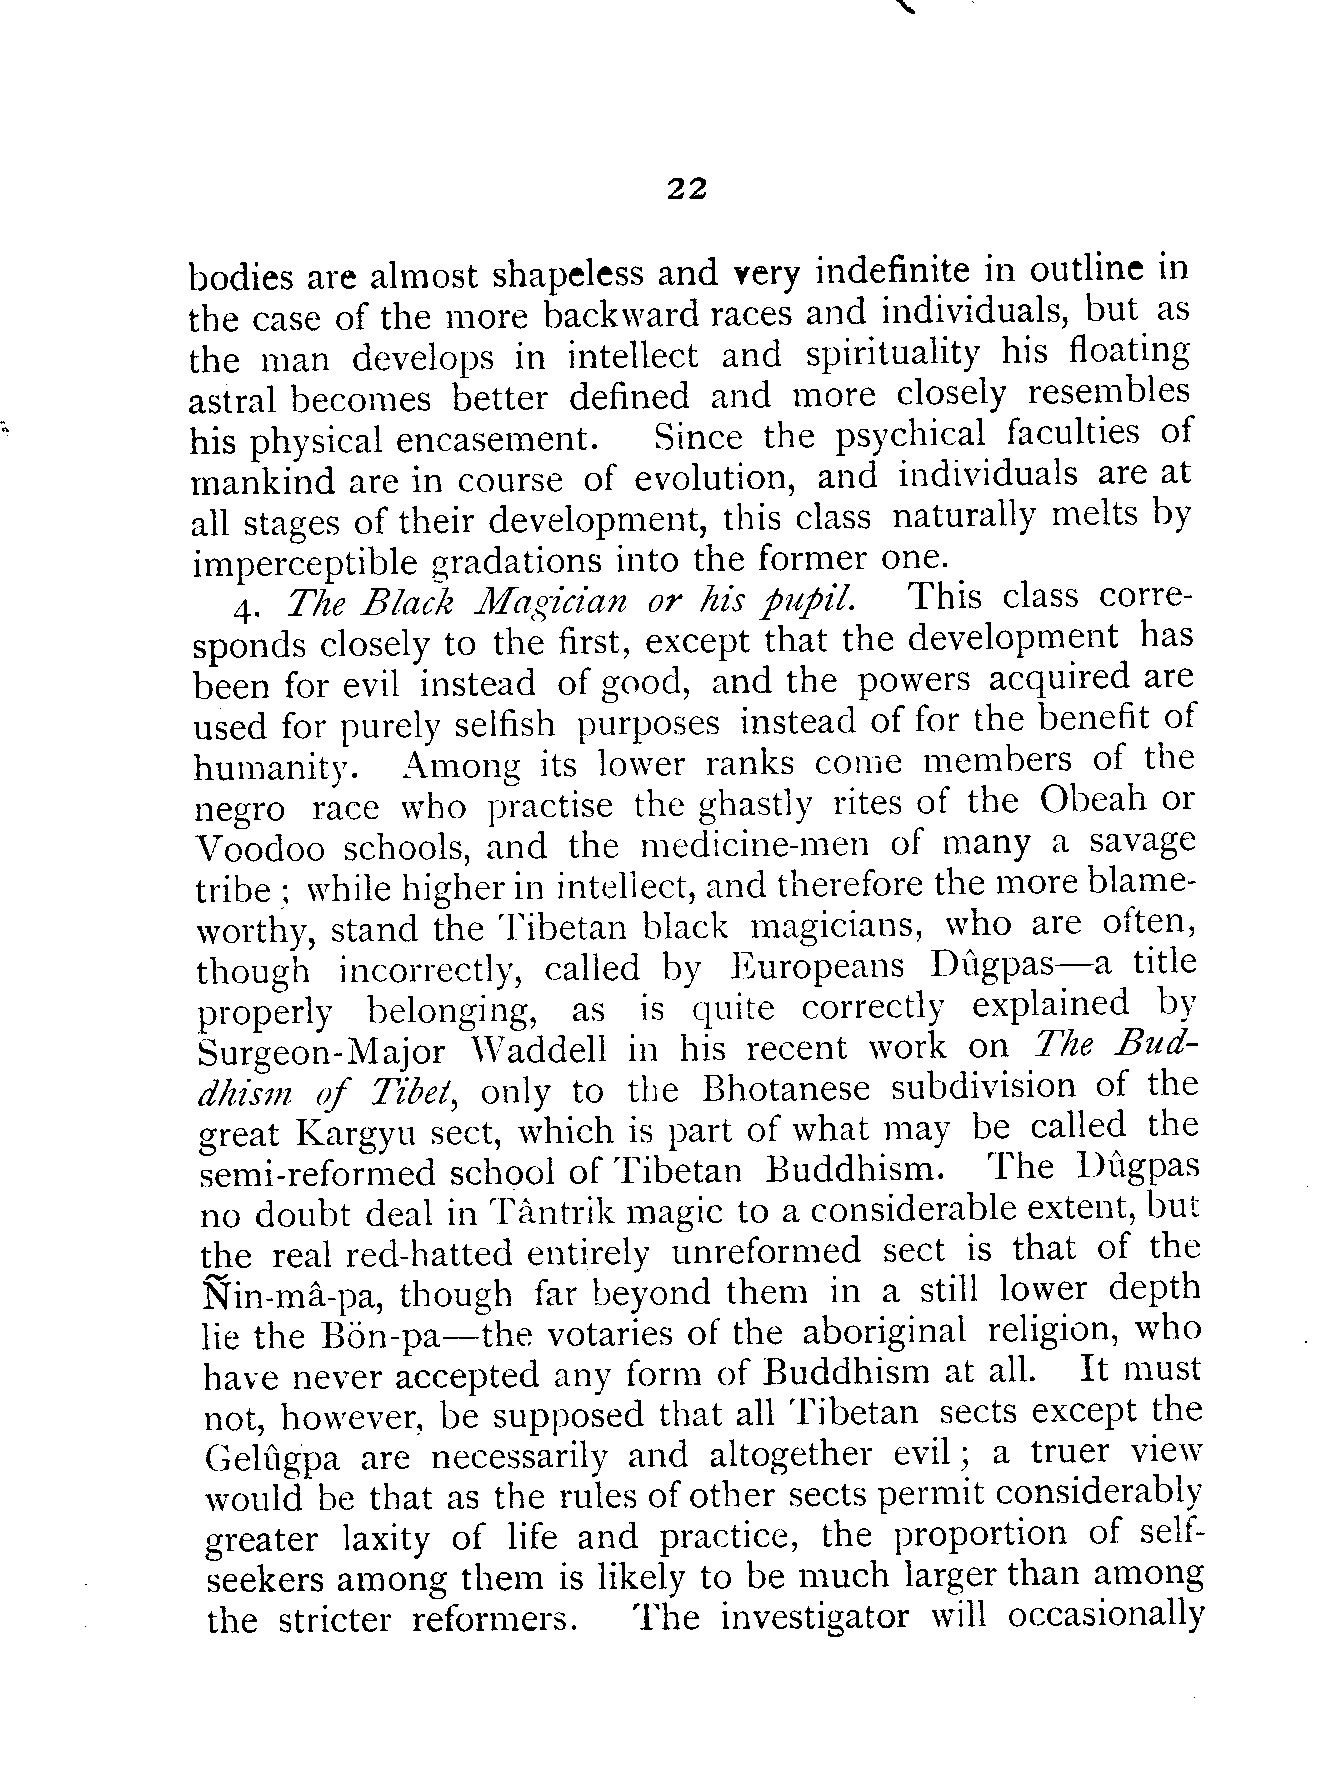 22
bodies are almost shapeless and very indefinite in outline in
the case of the more backward races and individuals, but as
the man develops in intellect and spirituality his floating
astral becomes better defined and more closely resembles
his physical encasement. Since the psychical faculties of
mankind are in course of evolution, and individuals are at
all stages of their development, this class naturally melts by
imperceptible gradations into the former one.
4. The Black Magician or his pupil. This class corre-
sponds closely to the first, except that the development has
been for evil instead of good, and the powers acquired are
used for purely selfish purposes instead of for the benefit of
humanity. Among its lower ranks come members of the
negro race who practise the ghastly rites of the Obeah or
Voodoo schools, and the medicine-men of many a savage
tribe ; while higher in intellect, and therefore the more blame-
worthy, stand the Tibetan black magicians, who are often,
though incorrectly, called by Europeans Dûgpas—a title
properly belonging, as is quite correctly explained by
Surgeon-Major Waddell in his recent work on The Bud-
dhism of Tibet, only to the Bhotanese subdivision of the
great Kargyu sect, which is part of what may be called the
semi-reformed school of Tibetan Buddhism. The Dûgpas
no doubt deal in Tântrik magic to a considerable extent, but
the real red-hatted entirely unreformed sect is that of the
Ñin-mâ-pa, though far beyond them in a still lower depth
lie the Bön-pa—the votaries of the aboriginal religion, who
have never accepted any form of Buddhism at all. It must
not, however, be supposed that all Tibetan sects except the
Gelûgpa are necessarily and altogether evil ; a truer view
would be that as the rules of other sects permit considerably
greater laxity of life and practice, the proportion of self-
seekers among them is likely to be much larger than among
the stricter reformers. The investigator will occasionally